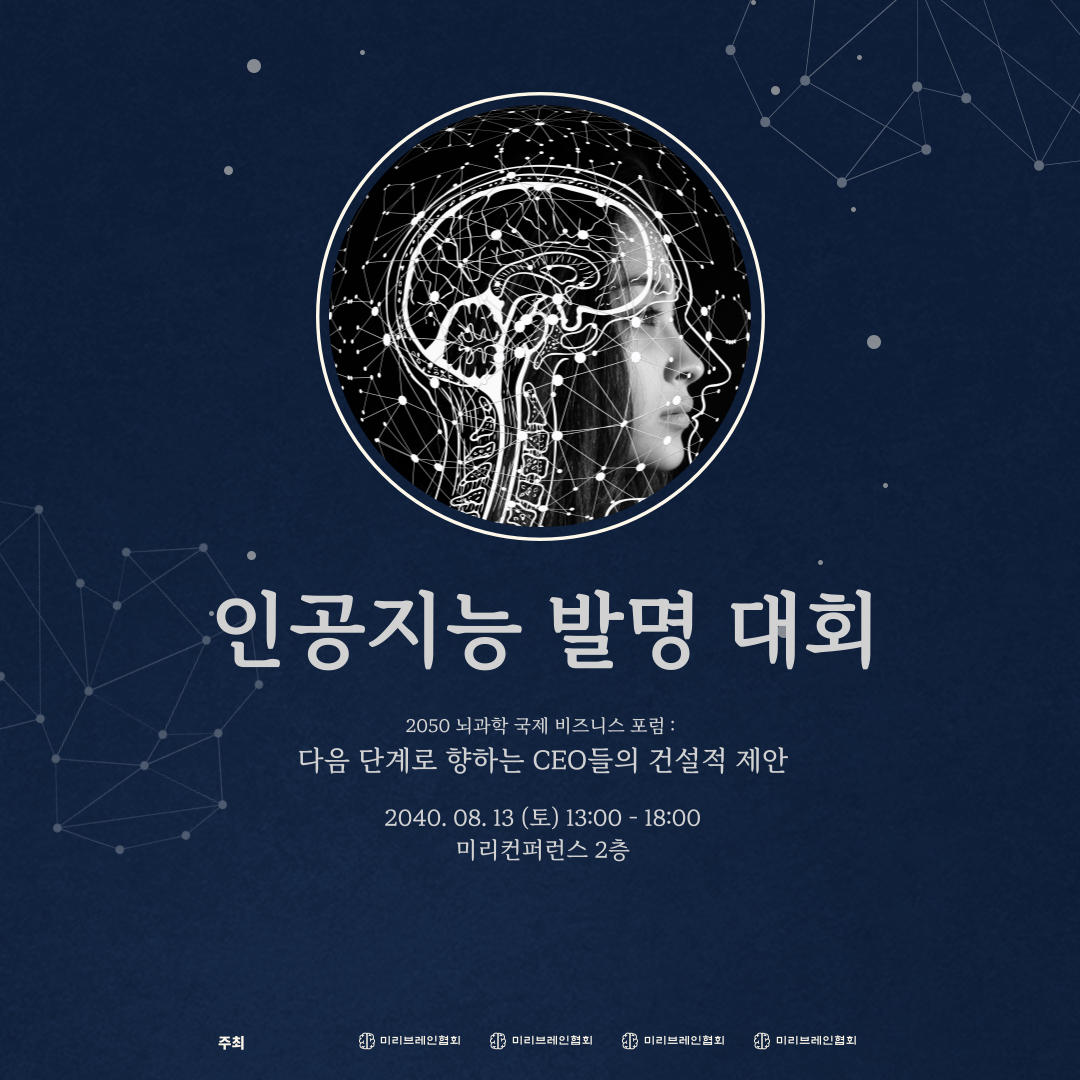 인공지능 발명 대회
2050 뇌과학 국제 비즈니스 포럼 :
다음 단계로 향하는 CEO들의 건설적 제안
2040. 08. 13 (토) 13:00 - 18:00
미리컨퍼런스 2층
주최 미리브레인협회 미리브레인협회 미리브레인협회 미리브레인협회